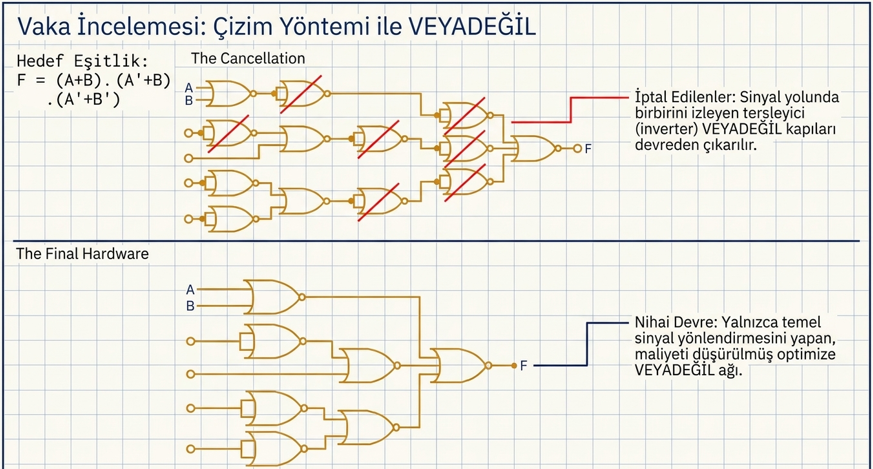 Vaka İncelemesi: Çizim Yöntemi ile VEYADEĞİL
Hedef Eşitlik:
F = (A+B).(A'+B)
.(A'+B')
The Cancellation
A
B
F
İptal Edilenler: Sinyal yolunda
birbirini izleyen tersleyici
(inverter) VEYADEĞİL kapıları
devreden çıkarılır.
The Final Hardware
A
B
F
Nihai Devre: Yalnızca temel
sinyal yönlendirmesini yapan,
maliyeti düşürülmüş optimize
VEYADEĞİL ağı.